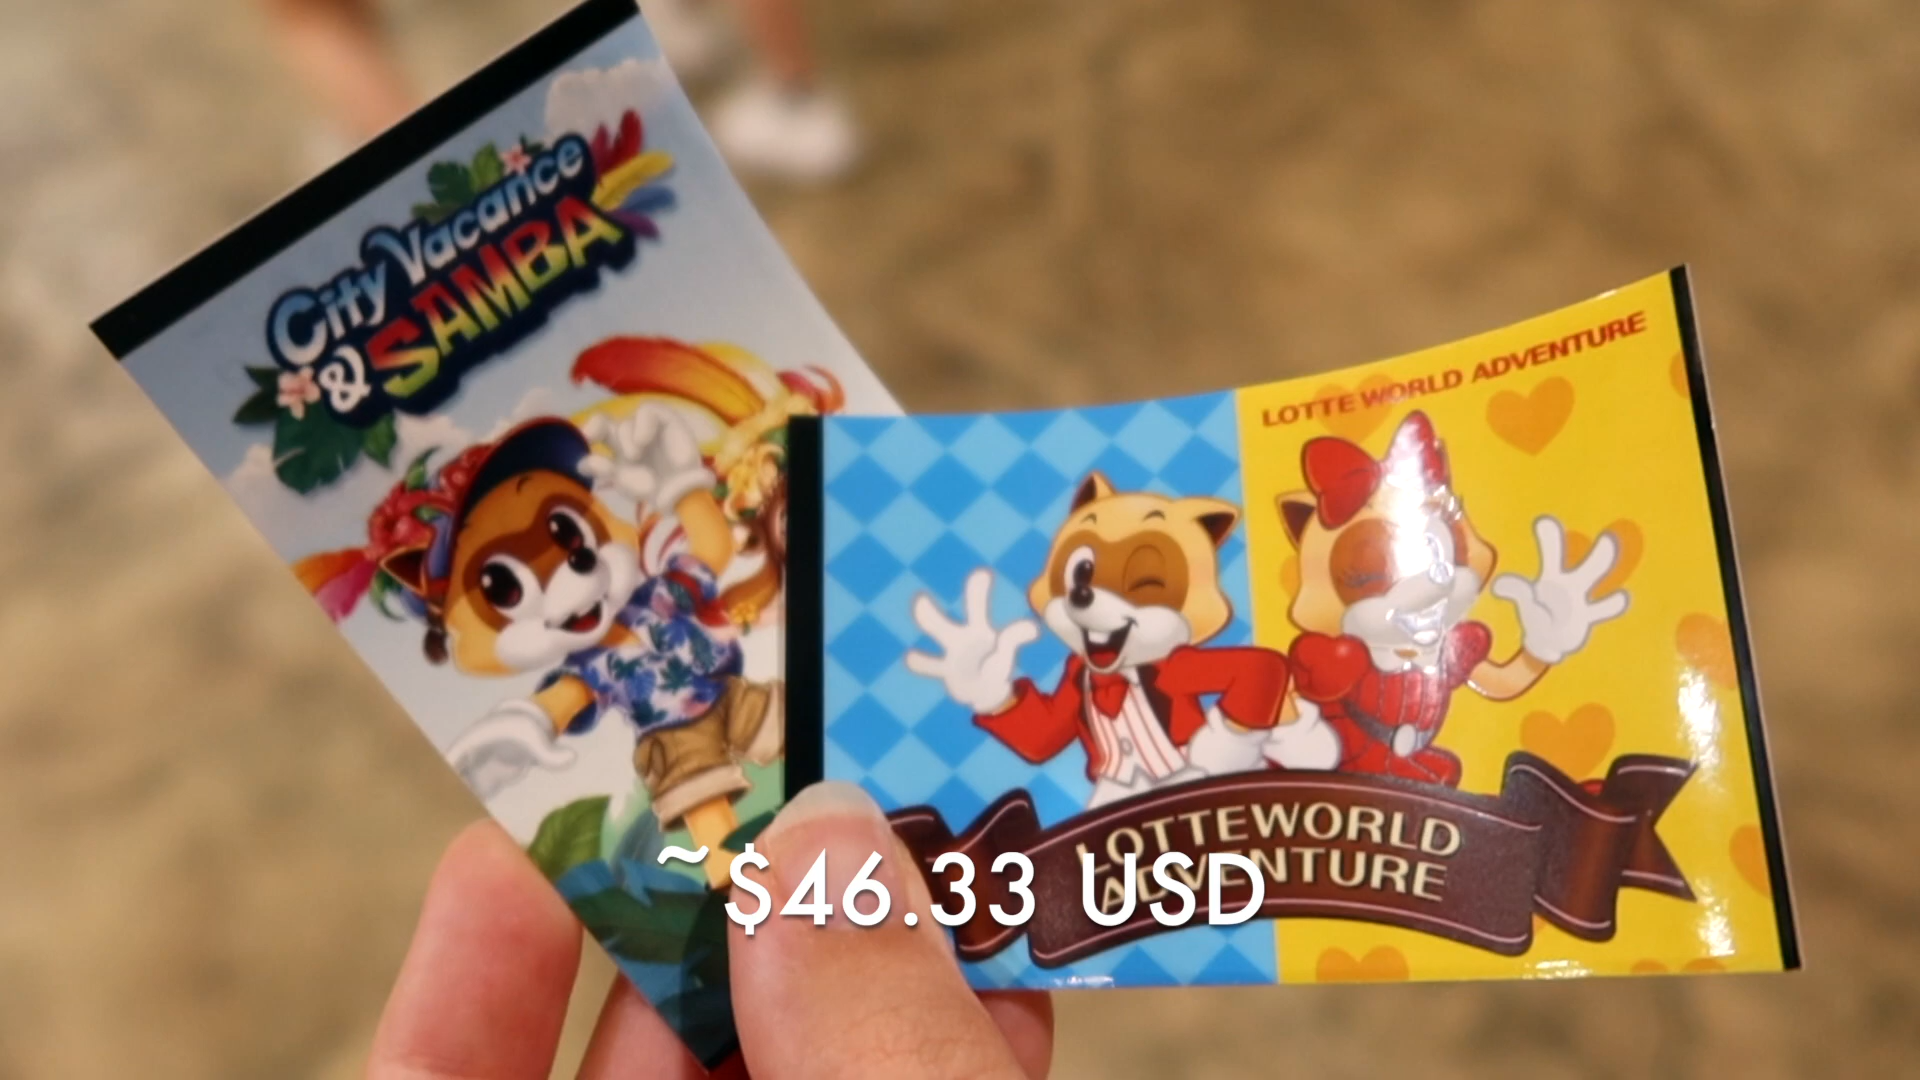 City Vacance
& SAMBA
LOTTE WORLD ADVENTURE
LOTTEWORLD
ADVENTURE
~$46.33 USD